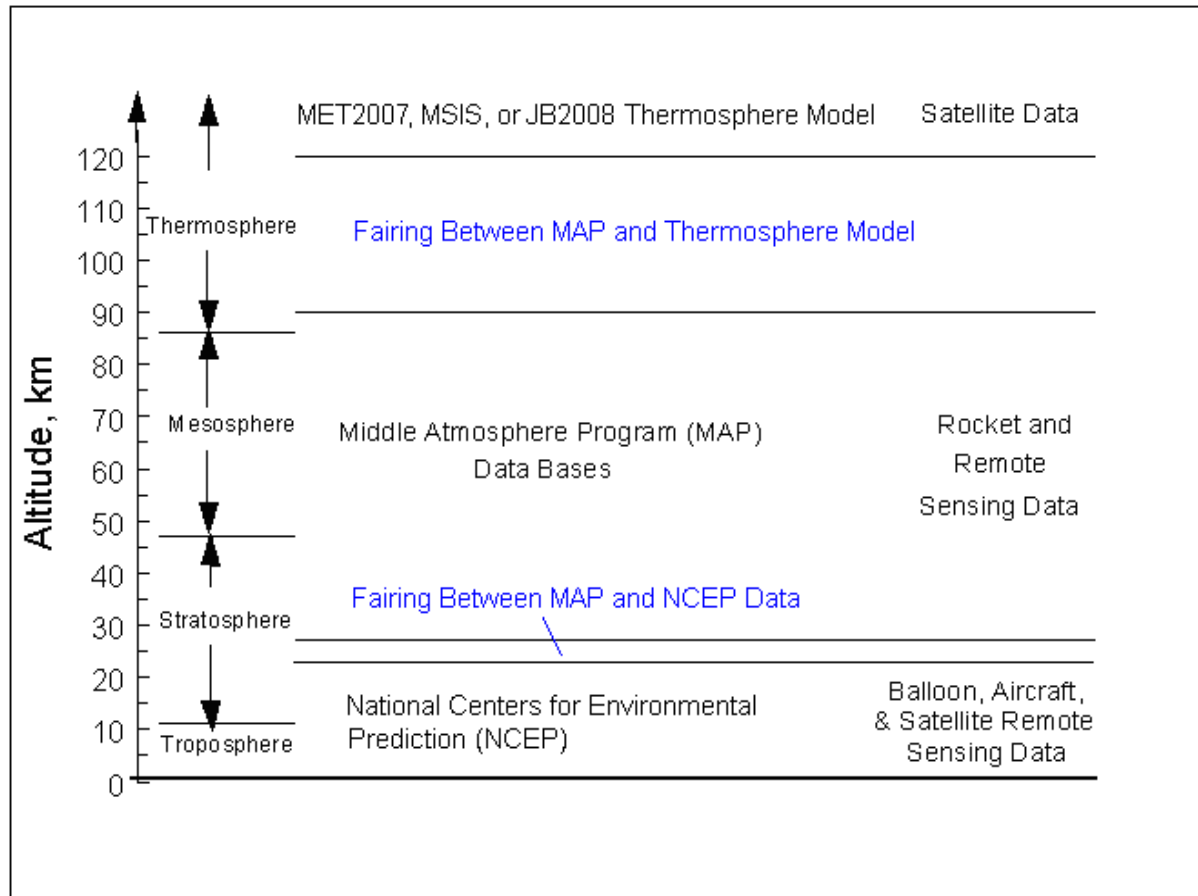 MET2007, MSIS, or JB2008 Thermosphere Model
Satellite Data
120
110
Thermosphere
Fairing Between MAP and Thermosphere Model
100
90
80
70
Mesosphere
Middle Atmosphere Program (MAP)
Data Bases
Rocket and
Remote
Sensing Data
60
50
40
Fairing Between MAP and NCEP Data
Stratosphere
30
20
National Centers for Environmental
Prediction (NCEP)
Balloon, Aircraft,
& Satellite Remote
Sensing Data
10
Troposphere
0
Altitude, km